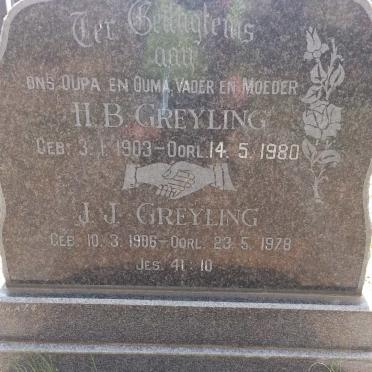 Ter Gedagtenis
aan
ONS OUPA EN OUMA, VADER EN MOEDER
H.B. GREYLING
GEB: 3. 1. 1903 - OORL. 14. 5. 1980
J. J. GREYLING
GEB. 10. 3. 1906 - OORL. 23. 5. 1978
JES. 41 : 10